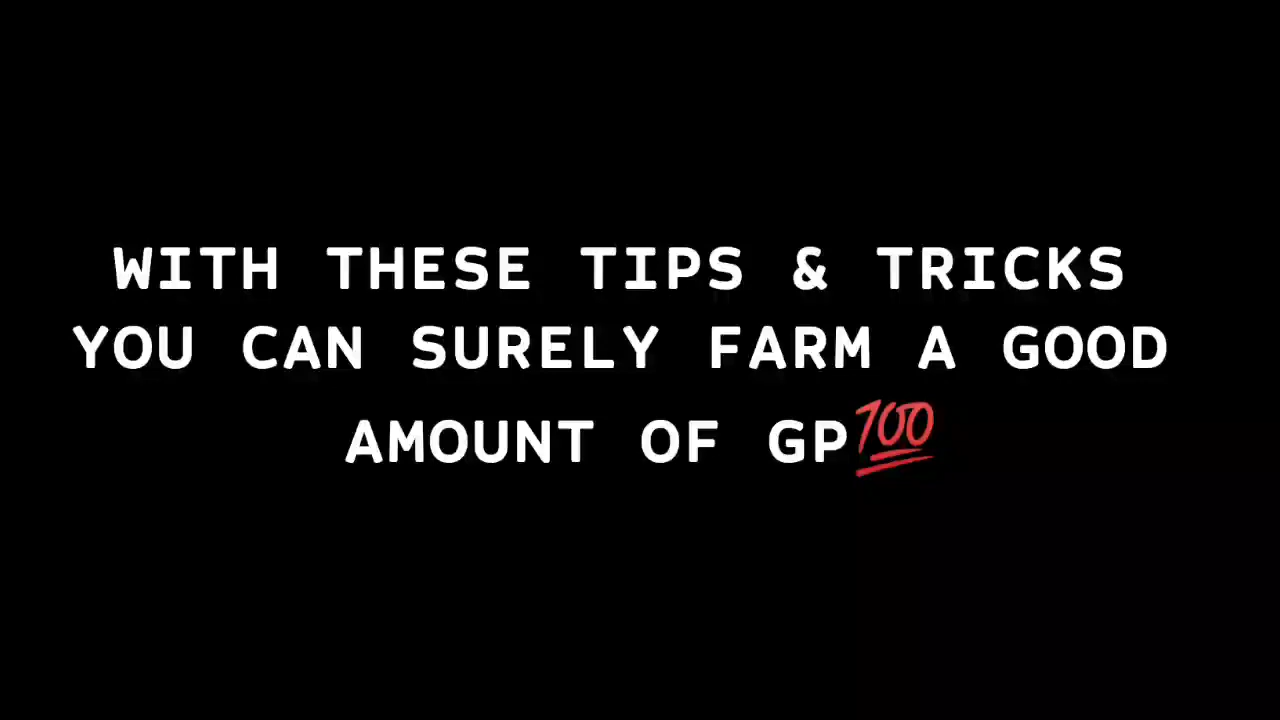 WITH THESE TIPS & TRICKS
YOU CAN SURELY FARM A GOOD
AMOUNT OF GP💯